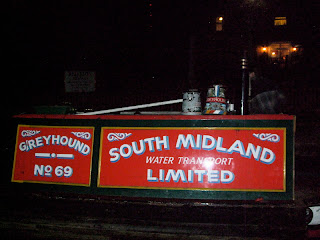 GREYHOUND
No 69
SOUTH MIDLAND
WATER TRANSPORT
LIMITED